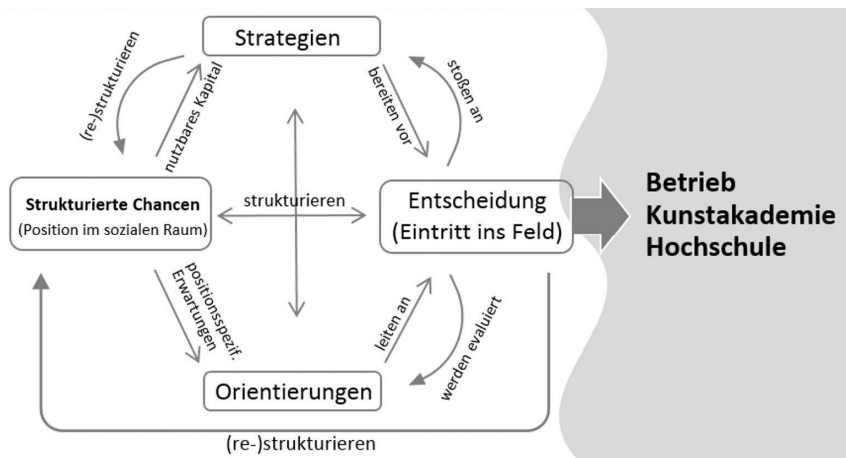 Strategien
(re-)strukturieren
nutzbares Kapital
bereiten vor
stoßen an
Strukturierte Chancen
(Position im sozialen Raum)
strukturieren
Entscheidung
(Eintritt ins Feld)
Betrieb
Kunstakademie
Hochschule
positionsspezif.
Erwartungen
leiten an
werden evaluiert
Orientierungen
(re-)strukturieren